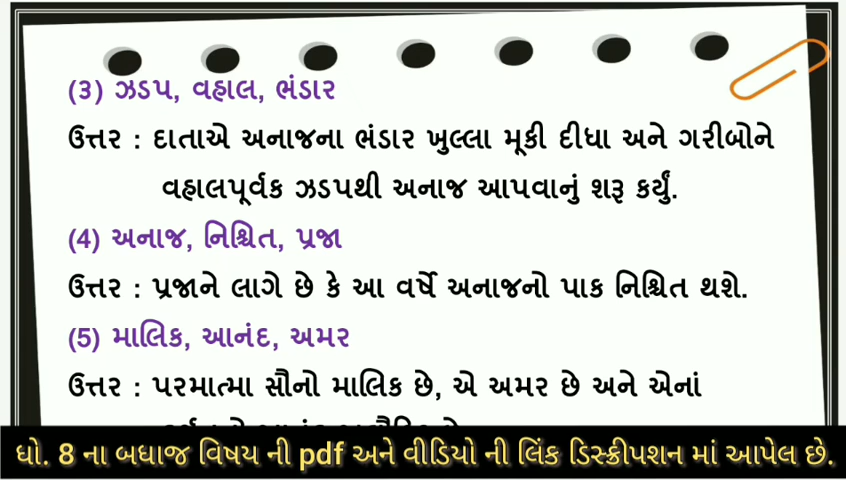 (૩) ઝડપ, વહાલ, ભંડાર
ઉત્તર : દાતાએ અનાજના ભંડાર ખુલ્લા મૂકી દીધા અને ગરીબોને
વહાલપૂર્વક ઝડપથી અનાજ આપવાનું શરૂ કર્યું.
(4) અનાજ, નિશ્ચિત, પ્રજા
ઉત્તર : પ્રજાને લાગે છે કે આ વર્ષે અનાજનો પાક નિશ્ચિત થશે.
(5) માલિક, આનંદ, અમર
ઉત્તર : પરમાત્મા સૌનો માલિક છે, એ અમર છે અને એનાં
ધો. 8 ના બધાજ વિષય ની pdf અને વીડિયો ની લિંક ડિસ્ક્રીપશન માં આપેલ છે.